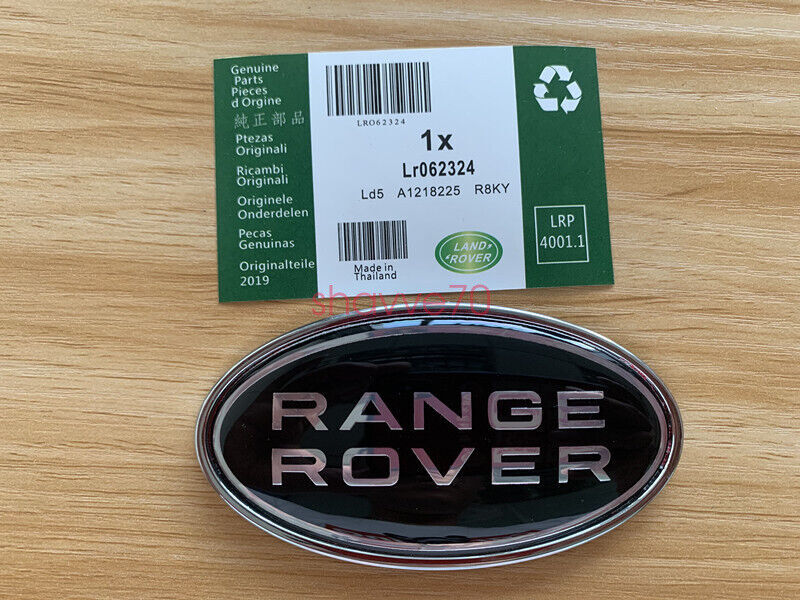 Genuine
Parts
Pieces
d Orgine
純正部品
Ptezas
Originali
Ricambi
Originali
Originele
Onderdelen
Pecas
Genuinas
Originalteile
2019
LR062324
1x
Lr062324
Ld5 A1218225 R8KY
Made in
Thailand
LAND
ROVER
LRP
4001.1
shavve70
RANGE
ROVER